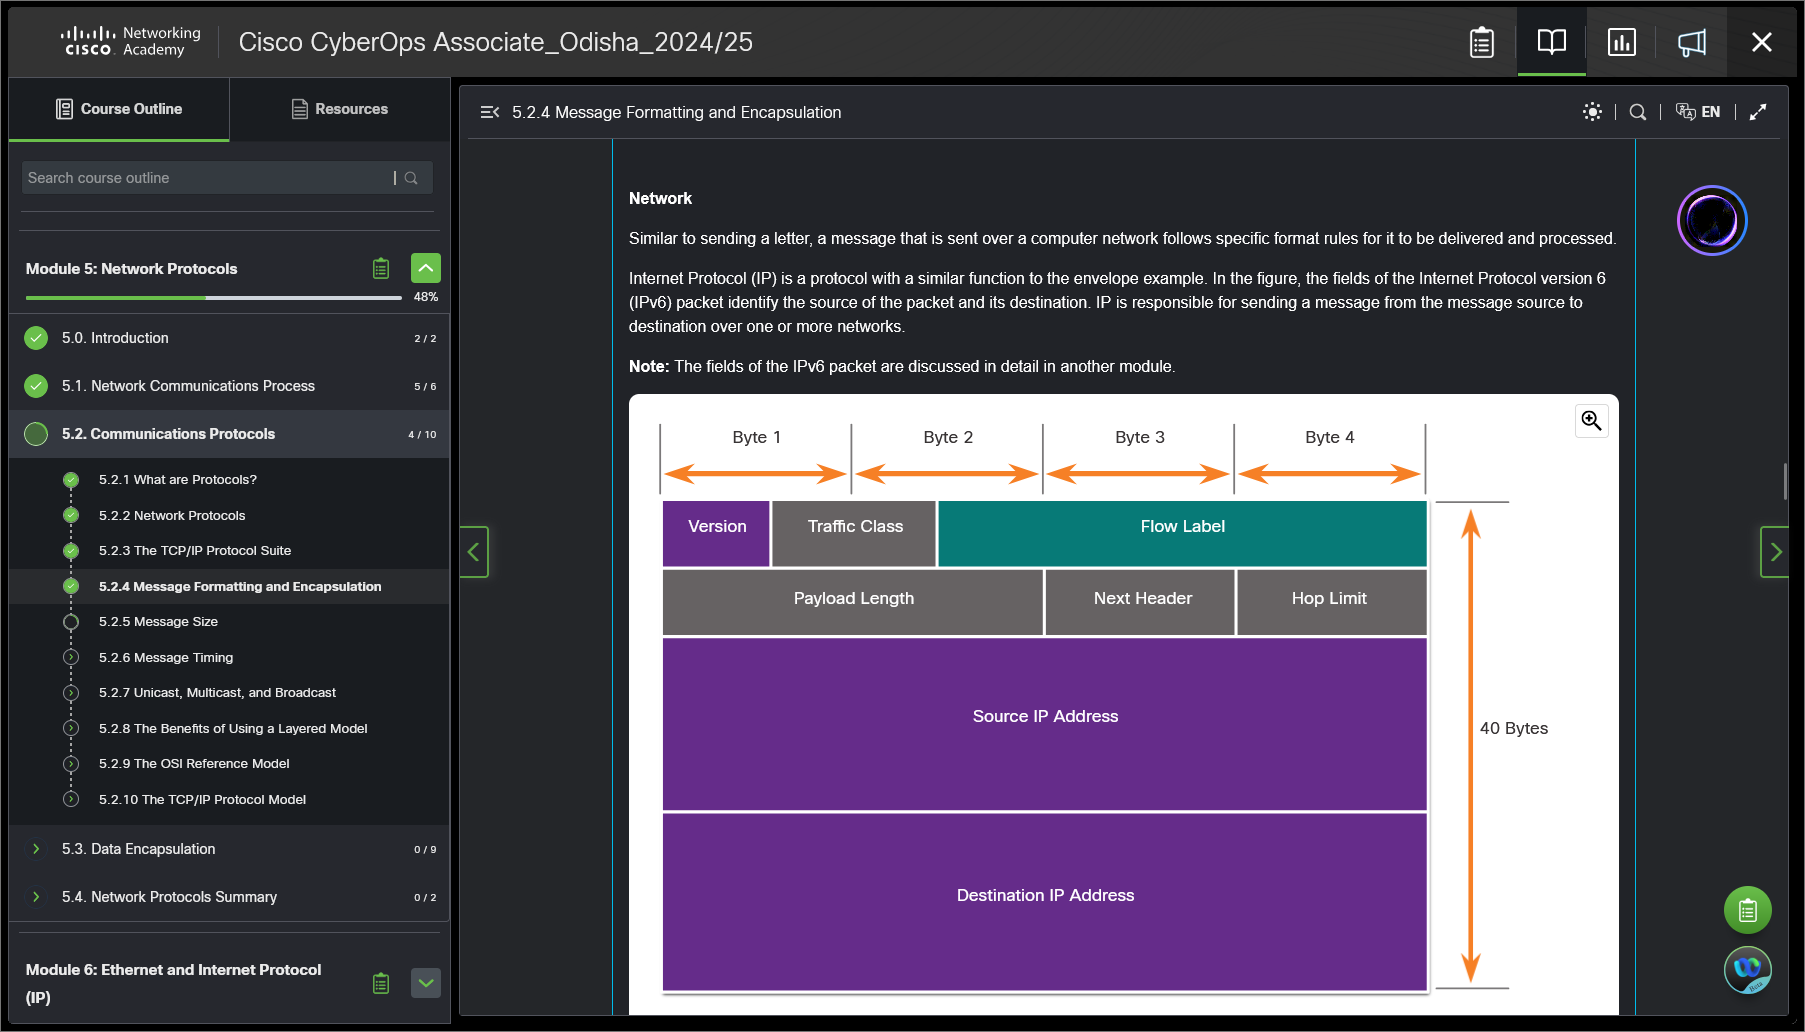 Networking
CISCO Academy
Cisco CyberOps Associate_Odisha_2024/25
Course Outline
Resources
Search course outline
Module 5: Network Protocols
48%
5.0. Introduction 2 / 2
5.1. Network Communications Process 5 / 6
5.2. Communications Protocols 4 / 10
5.2.1 What are Protocols?
5.2.2 Network Protocols
5.2.3 The TCP/IP Protocol Suite
5.2.4 Message Formatting and Encapsulation
5.2.5 Message Size
5.2.6 Message Timing
5.2.7 Unicast, Multicast, and Broadcast
5.2.8 The Benefits of Using a Layered Model
5.2.9 The OSI Reference Model
5.2.10 The TCP/IP Protocol Model
5.3. Data Encapsulation 0 / 9
5.4. Network Protocols Summary 0 / 2
Module 6: Ethernet and Internet Protocol
(IP)
5.2.4 Message Formatting and Encapsulation
EN
Network
Similar to sending a letter, a message that is sent over a computer network follows specific format rules for it to be delivered and processed.
Internet Protocol (IP) is a protocol with a similar function to the envelope example. In the figure, the fields of the Internet Protocol version 6
(IPv6) packet identify the source of the packet and its destination. IP is responsible for sending a message from the message source to
destination over one or more networks.
Note: The fields of the IPv6 packet are discussed in detail in another module.
Byte 1 Byte 2 Byte 3 Byte 4
Version Traffic Class Flow Label
Payload Length Next Header Hop Limit
Source IP Address
40 Bytes
Destination IP Address
Beta